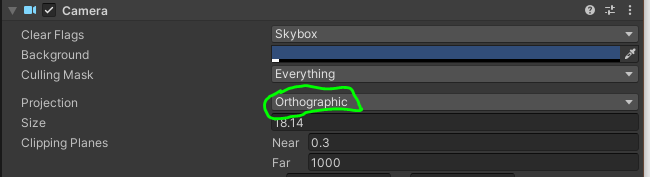 Camera
Clear Flags Skybox
Background
Culling Mask Everything
Projection Orthographic
Size 18.14
Clipping Planes Near 0.3
Far 1000